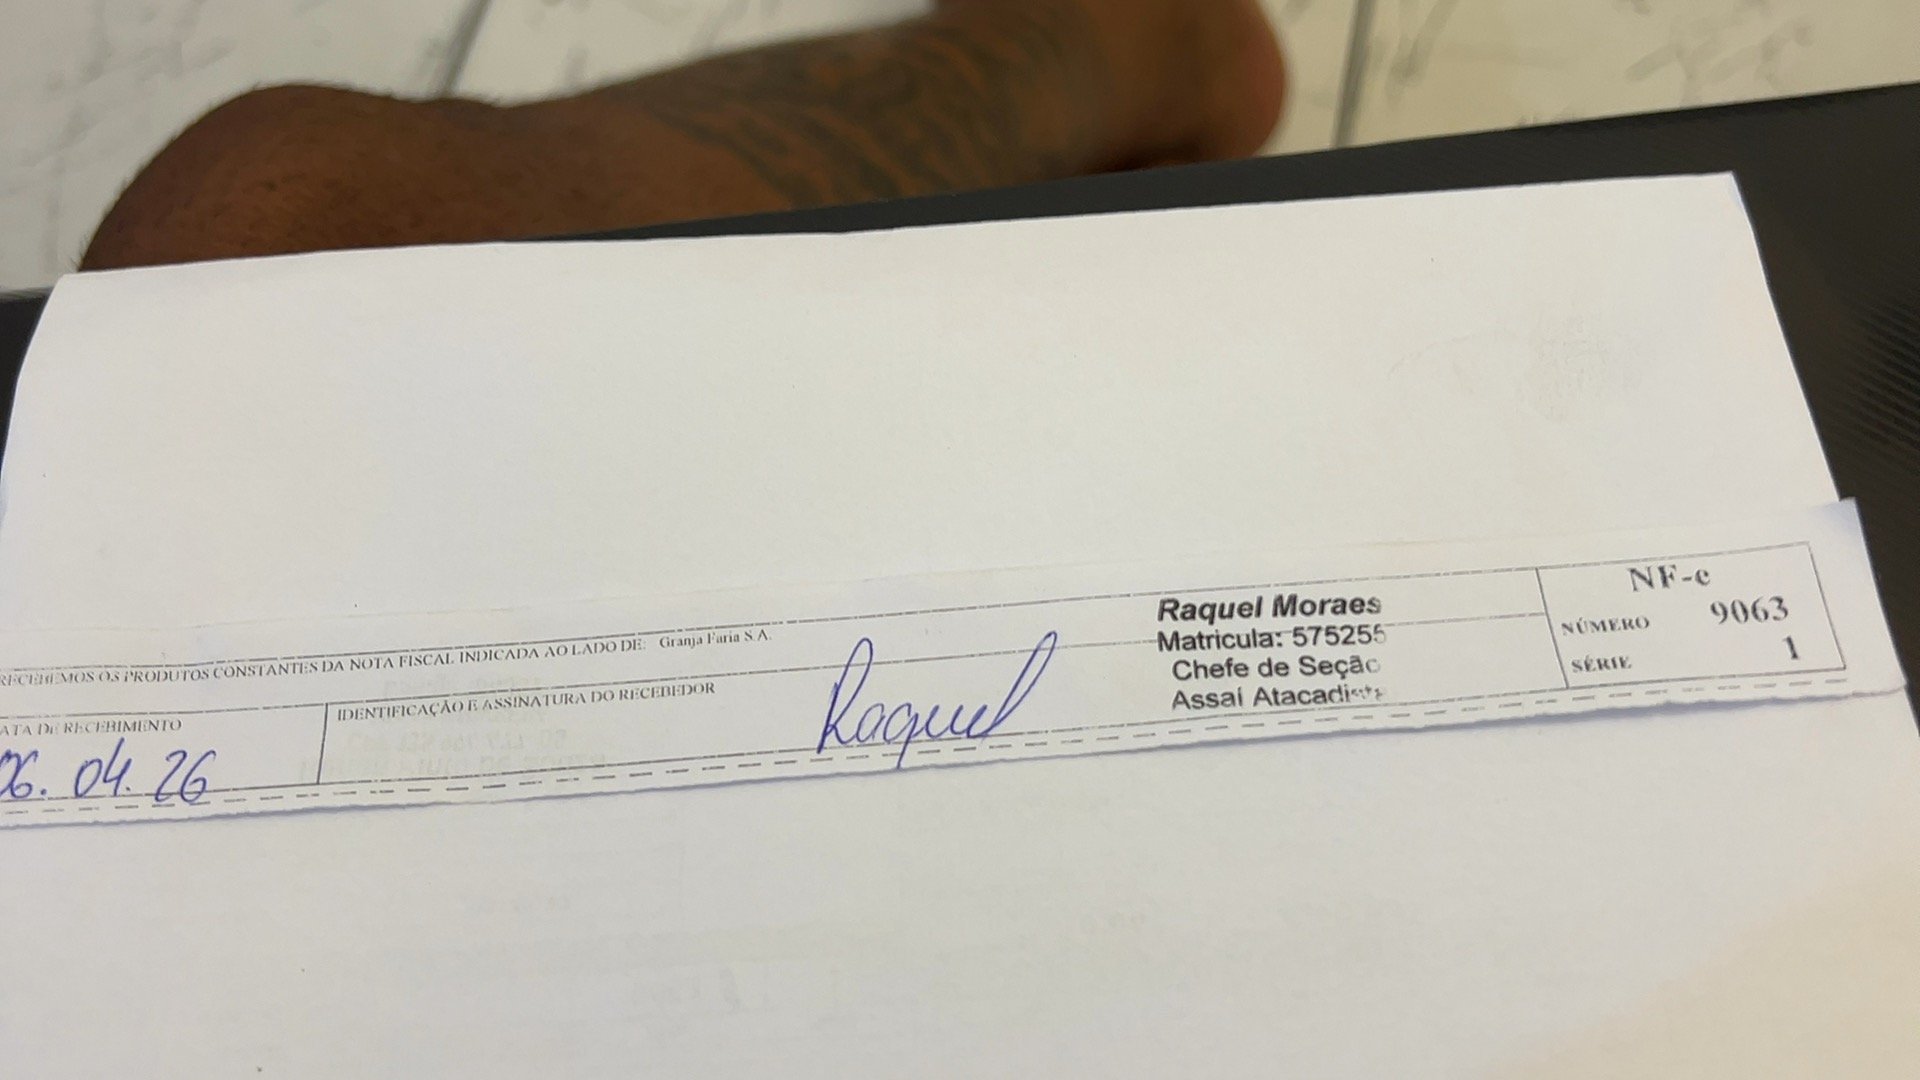 RECEBEMOS OS PRODUTOS CONSTANTES DA NOTA FISCAL INDICADA AO LADO DE: Granja Faria S.A.
ATA DE RECEBIMENTO
06. 04. 26
IDENTIFICAÇÃO E ASSINATURA DO RECEBEDOR
Raquel
Raquel Moraes
Matricula: 575255
Chefe de Seção
Assaí Atacadista
NF-e
NÚMERO 9063
SÉRIE 1